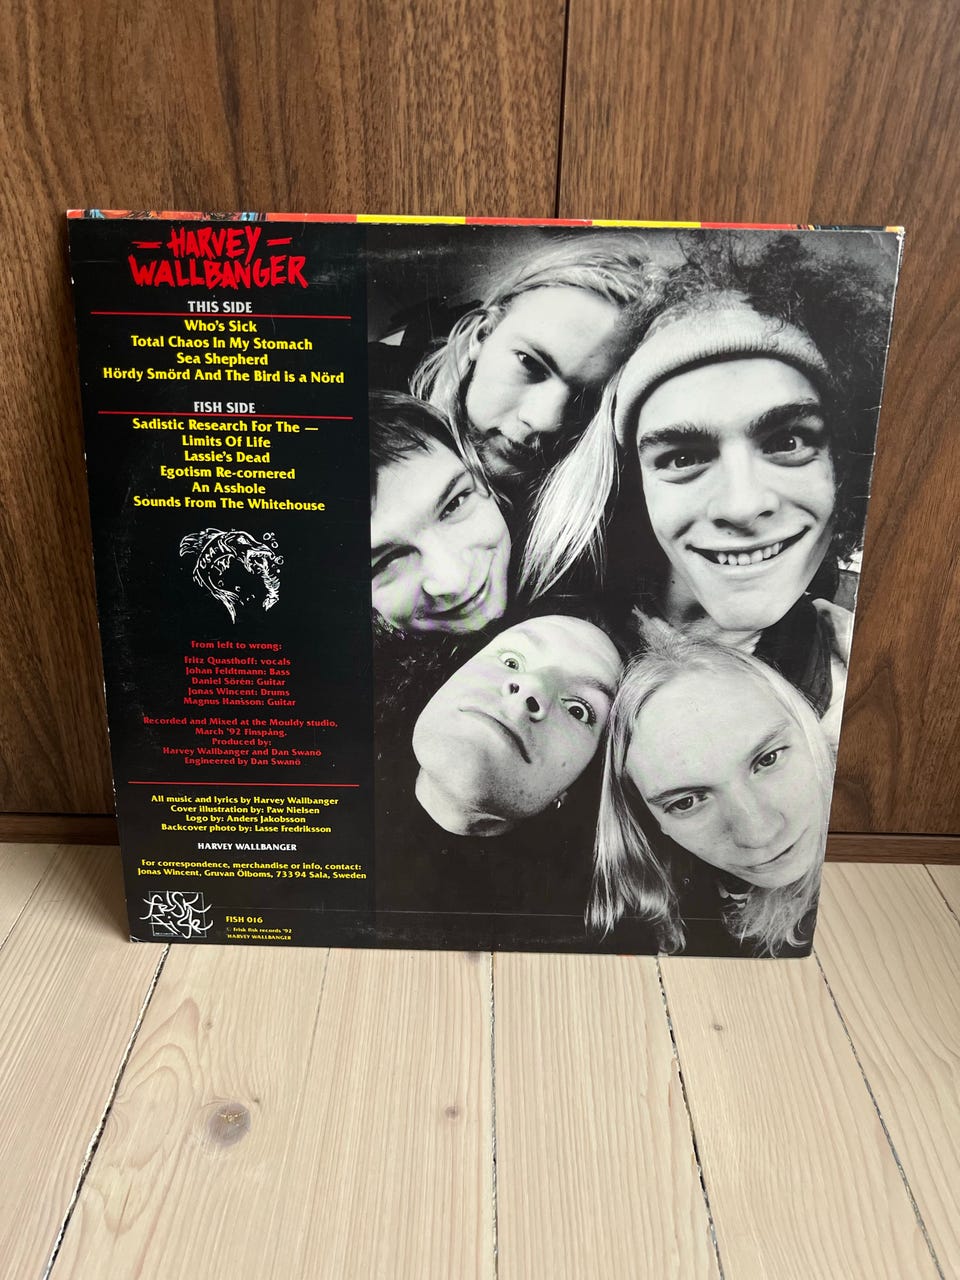 HARVEY
WALLBANGER
THIS SIDE
Who's Sick
Total Chaos In My Stomach
Sea Shepherd
Hördy Smörd And The Bird is a Nörd
FISH SIDE
Sadistic Research For The —
Limits Of Life
Lassie's Dead
Egotism Re-cornered
An Asshole
Sounds From The Whitehouse
From left to wrong:
Fritz Quasthoff: vocals
Johan Feldtmann: Bass
Daniel Sörén: Guitar
Jonas Wincent: Drums
Magnus Hansson: Guitar
Recorded and Mixed at the Mouldy studio,
March '92 Finspång.
Produced by:
Harvey Wallbanger and Dan Swanö
Engineered by Dan Swanö
All music and lyrics by Harvey Wallbanger
Cover illustration by: Paw Nielsen
Logo by: Anders Jakobsson
Backcover photo by: Lasse Fredriksson
HARVEY WALLBANGER
For correspondence, merchandise or info, contact:
Jonas Wincent, Gruvan Ölboms, 733 94 Sala, Sweden
frisk
fisk
FISH 016
© frisk fisk records '92
HARVEY WALLBANGER